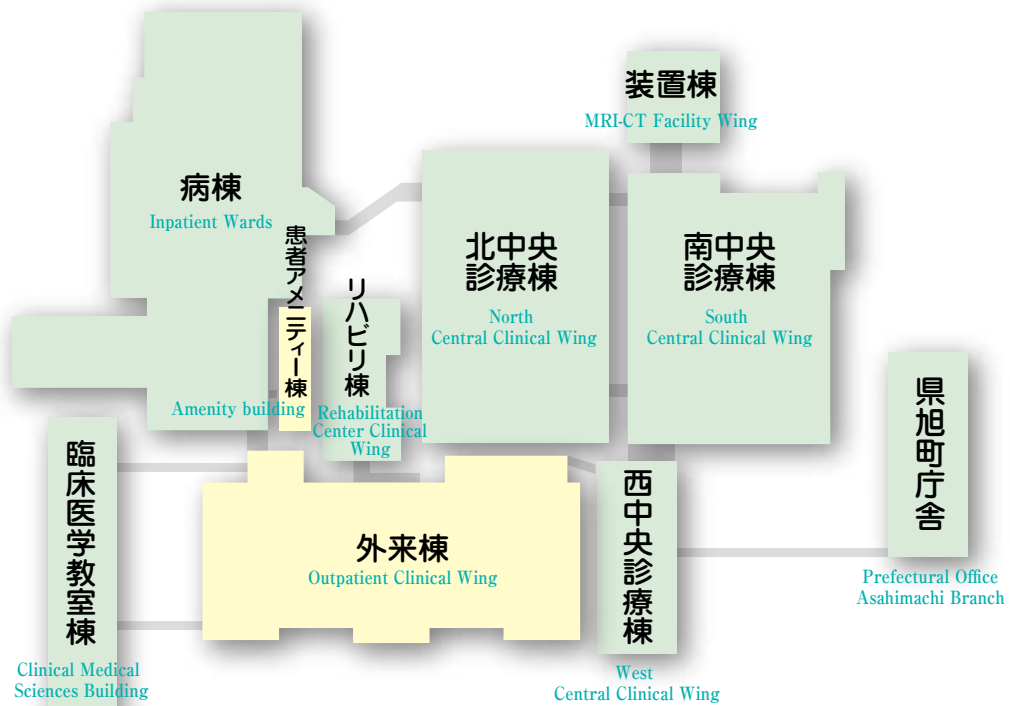 装置棟
MRI-CT Facility Wing
病棟
Inpatient Wards
患者アメニティー棟
Amenity building
リハビリ棟
Rehabilitation
Center Clinical
Wing
北中央
診療棟
North
Central Clinical Wing
南中央
診療棟
South
Central Clinical Wing
県旭町庁舎
Prefectural Office
Asahimachi Branch
臨床医学教室棟
Clinical Medical
Sciences Building
外来棟
Outpatient Clinical Wing
西中央診療棟
West
Central Clinical Wing